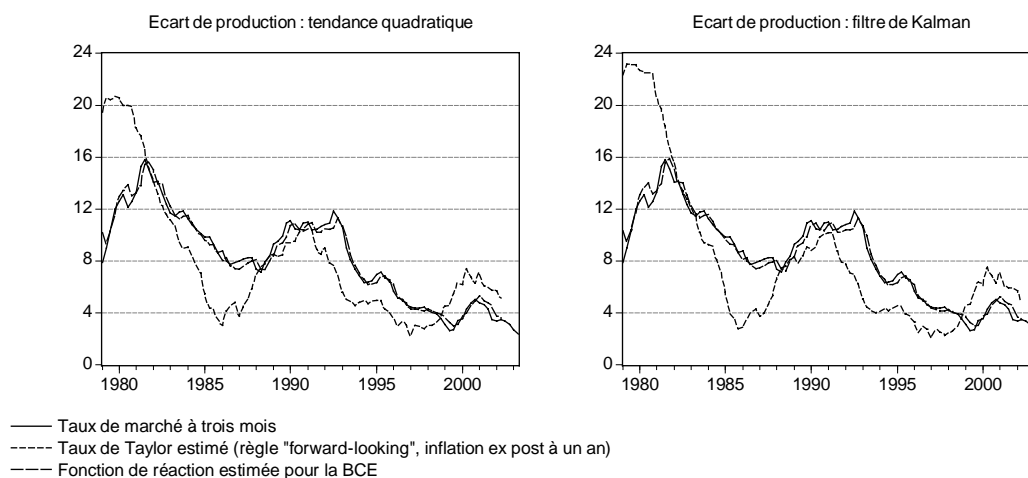 Ecart de production : tendance quadratique
Ecart de production : filtre de Kalman
24
20
16
12
8
4
0
1980 1985 1990 1995 2000
24
20
16
12
8
4
0
1980 1985 1990 1995 2000
Taux de marché à trois mois
Taux de Taylor estimé (règle "forward-looking", inflation ex post à un an)
Fonction de réaction estimée pour la BCE